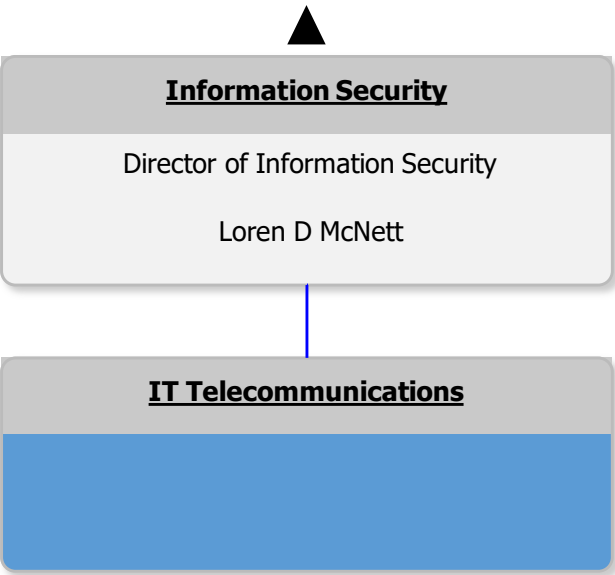 Information Security
Director of Information Security
Loren D McNett
IT Telecommunications